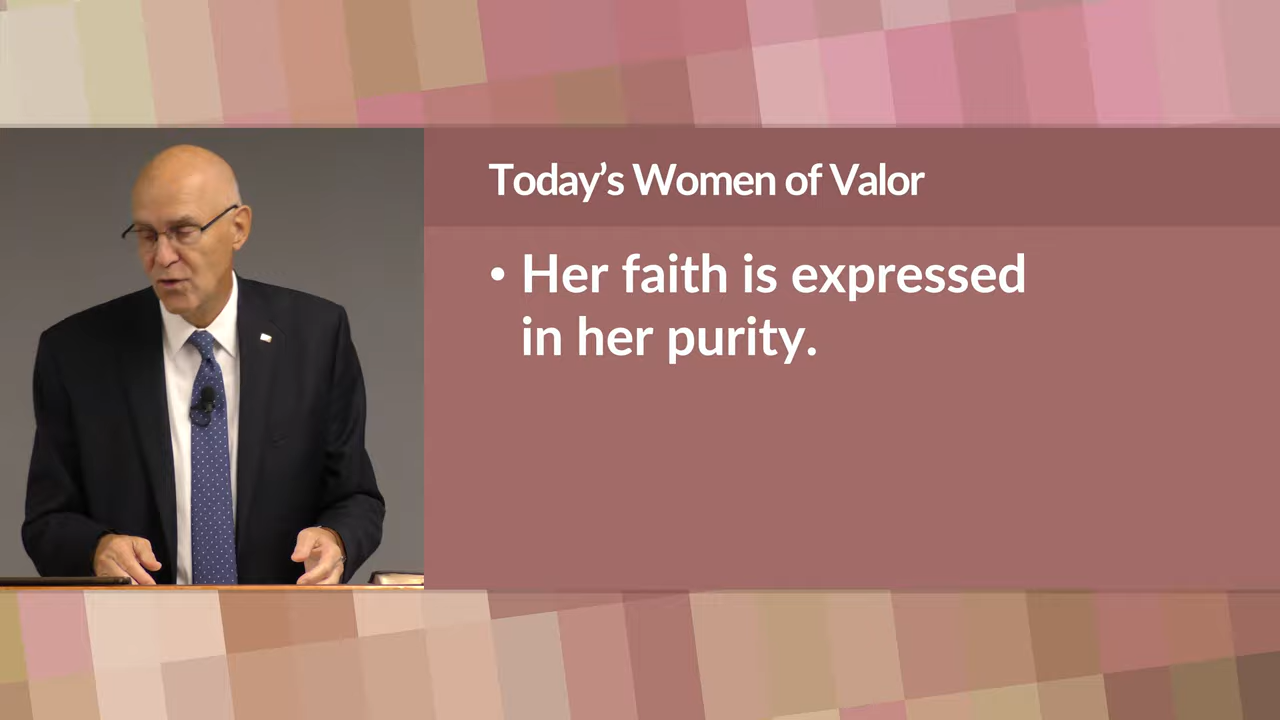 Today’s Women of Valor
• Her faith is expressed
in her purity.